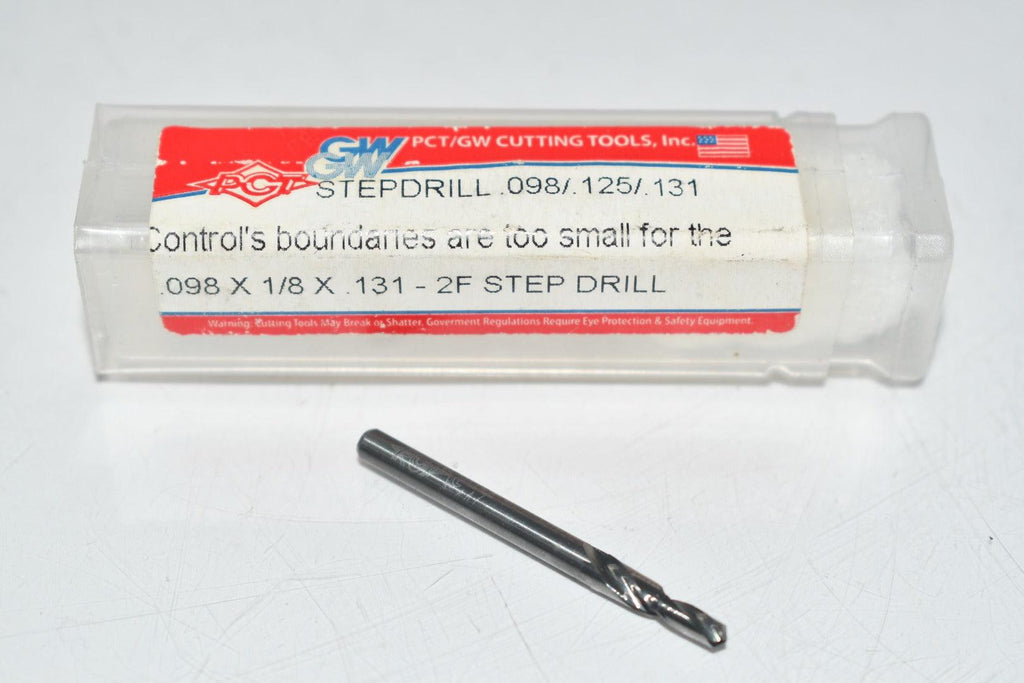 GW
GW
PCT/GW CUTTING TOOLS, Inc.
PCT
STEPDRILL .098/.125/.131
Control's boundaries are too small for the
.098 X 1/8 X .131 - 2F STEP DRILL
Warning. Cutting Tools May Break or Shatter, Goverment Regulations Require Eye Protection & Safety Equipment.